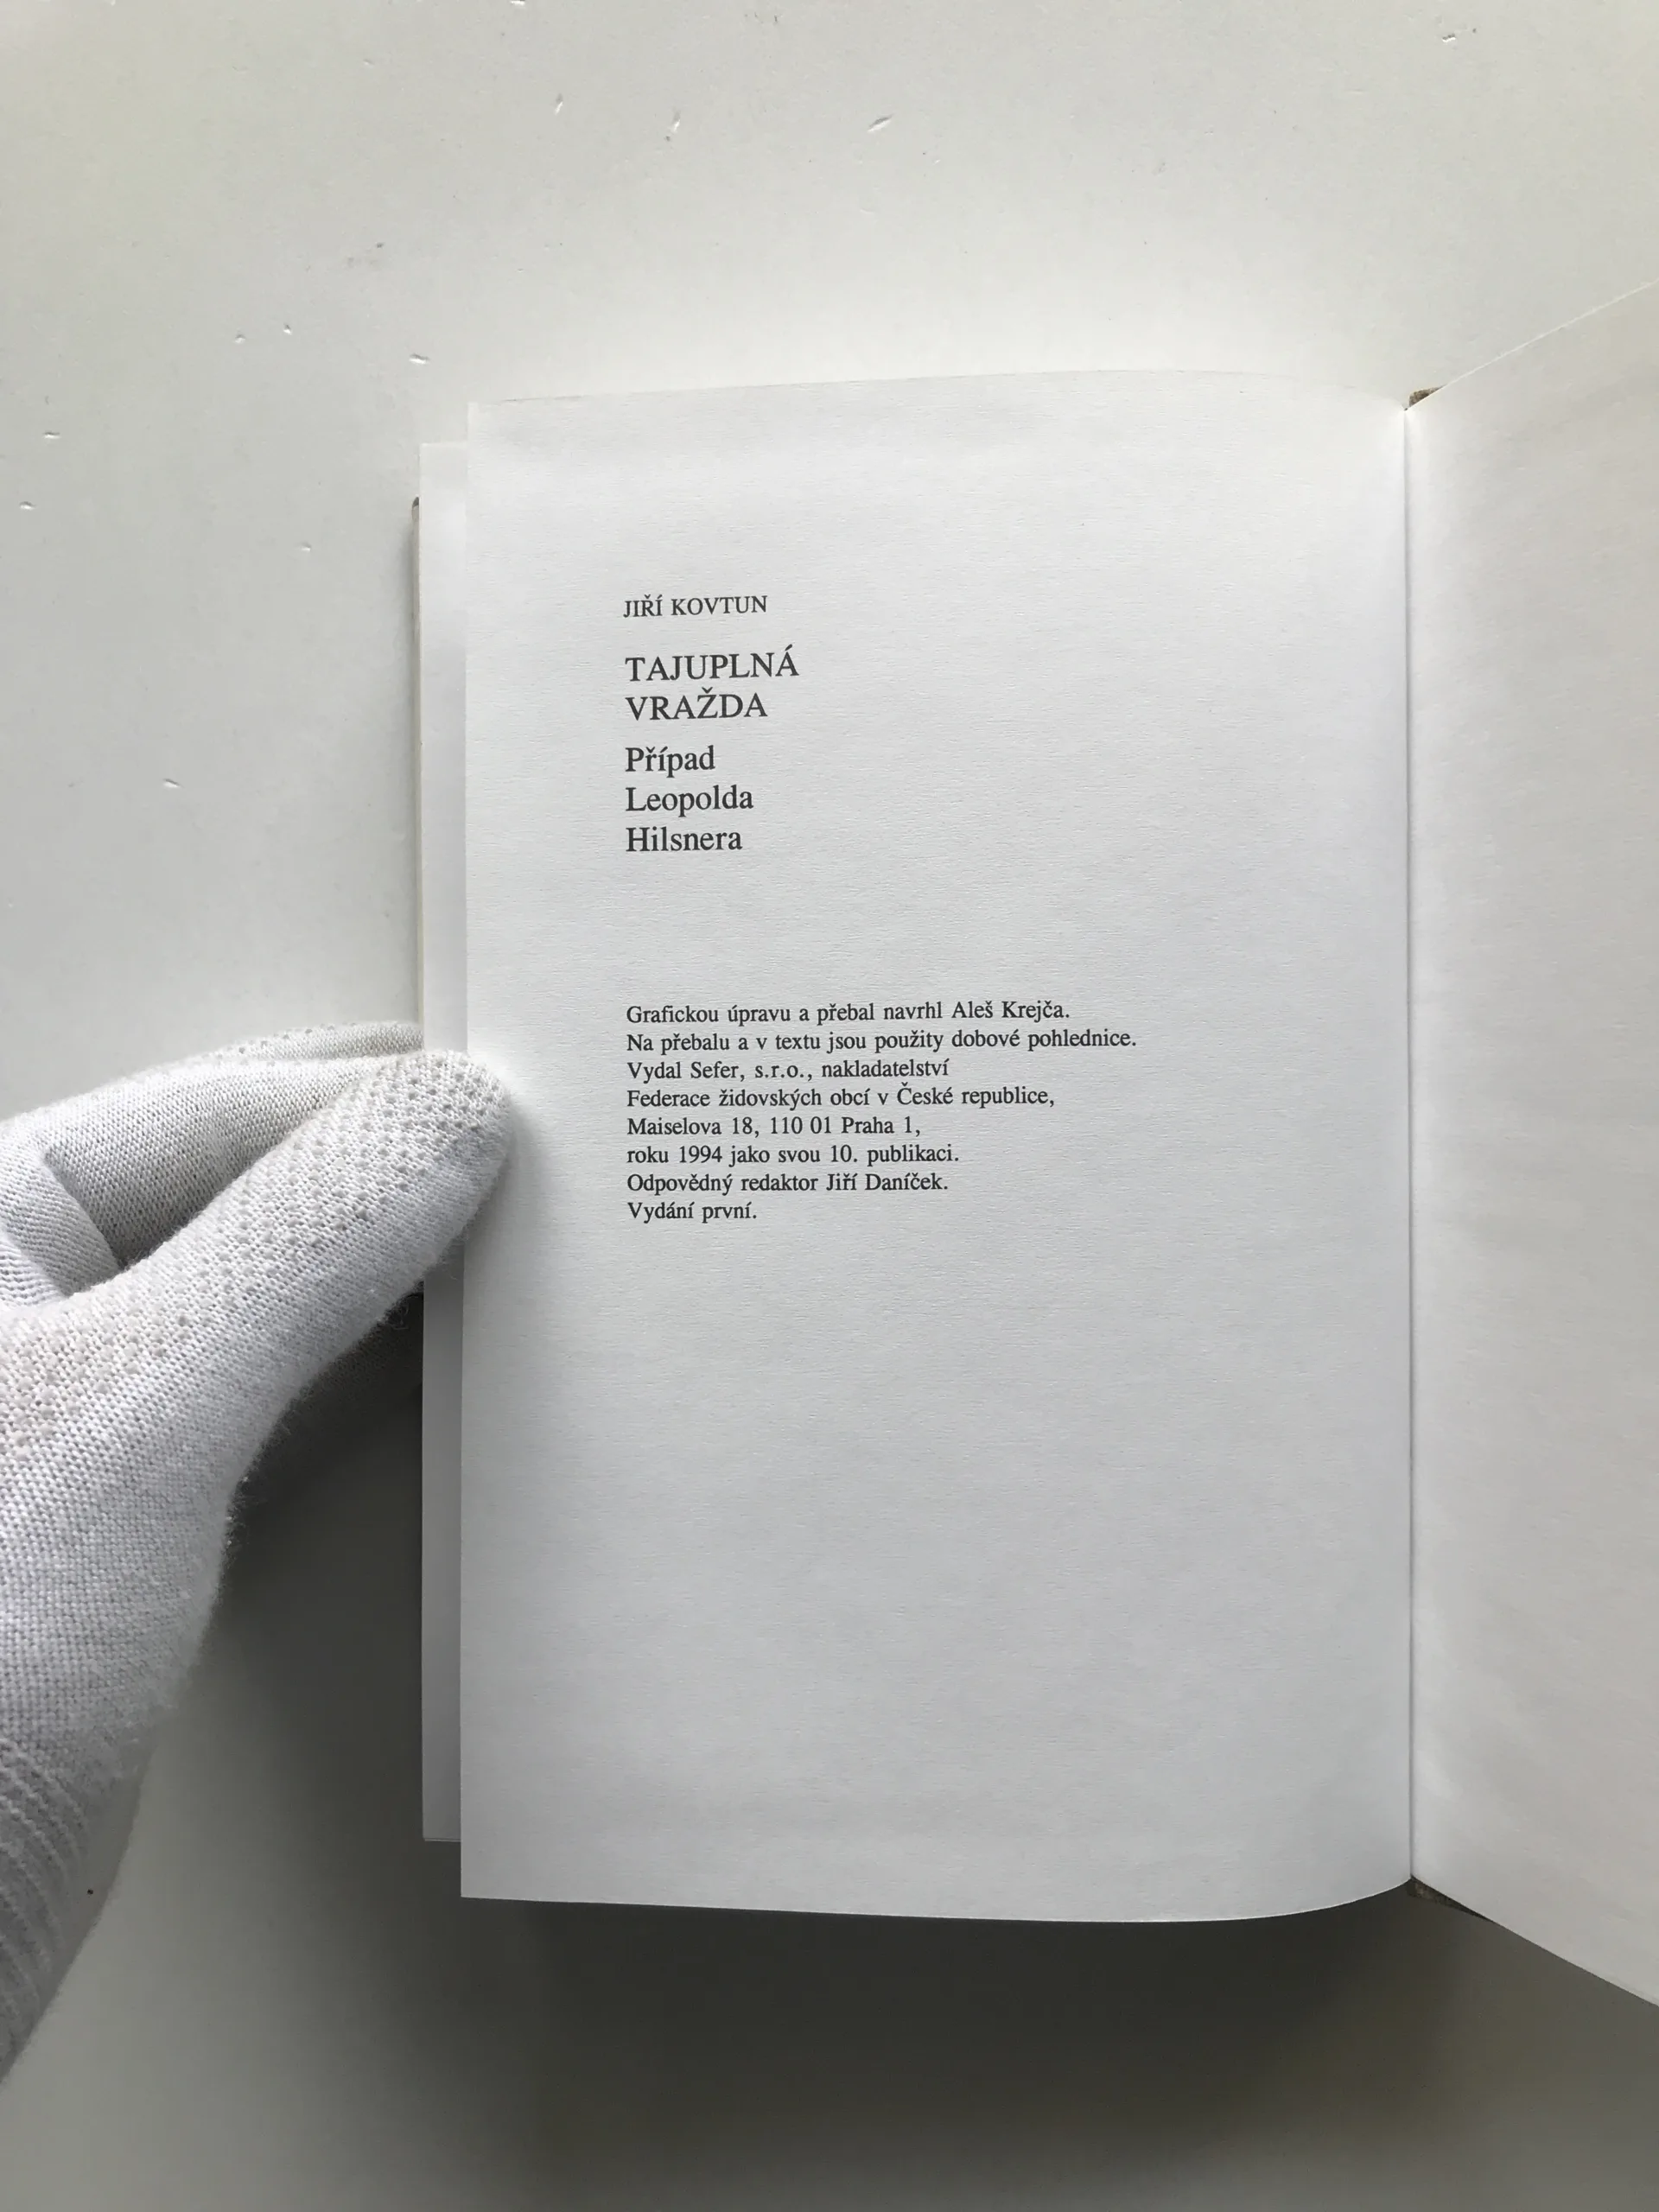 JIŘÍ KOVTUN
TAJUPLNÁ
VRAŽDA
Případ
Leopolda
Hilsnera
Grafickou úpravu a přebal navrhl Aleš Krejča.
Na přebalu a v textu jsou použity dobové pohlednice.
Vydal Sefer, s.r.o., nakladatelství
Federace židovských obcí v České republice,
Maiselova 18, 110 01 Praha 1,
roku 1994 jako svou 10. publikaci.
Odpovědný redaktor Jiří Daníček.
Vydání první.